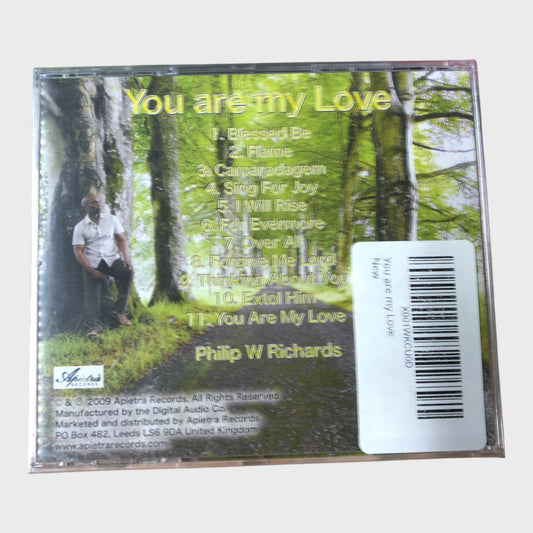 You are my Love
1. Blessed Be
2. Flame
3. Camaradagem
4. Sing For Joy
5. I Will Rise
6. For Evermore
7. Over All
8. Forgive Me Lord
9. Thinking About You
10. Extol Him
11. You Are My Love
Philip W Richards
Apietra
RECORDS
© & ℗ 2009 Apietra Records. All Rights Reserved
Manufactured by the Digital Audio Co.
Marketed and distributed by Apietra Records
PO Box 482, Leeds LS6 9DA United Kingdom
www.apietrarecords.com
You are my Love
New